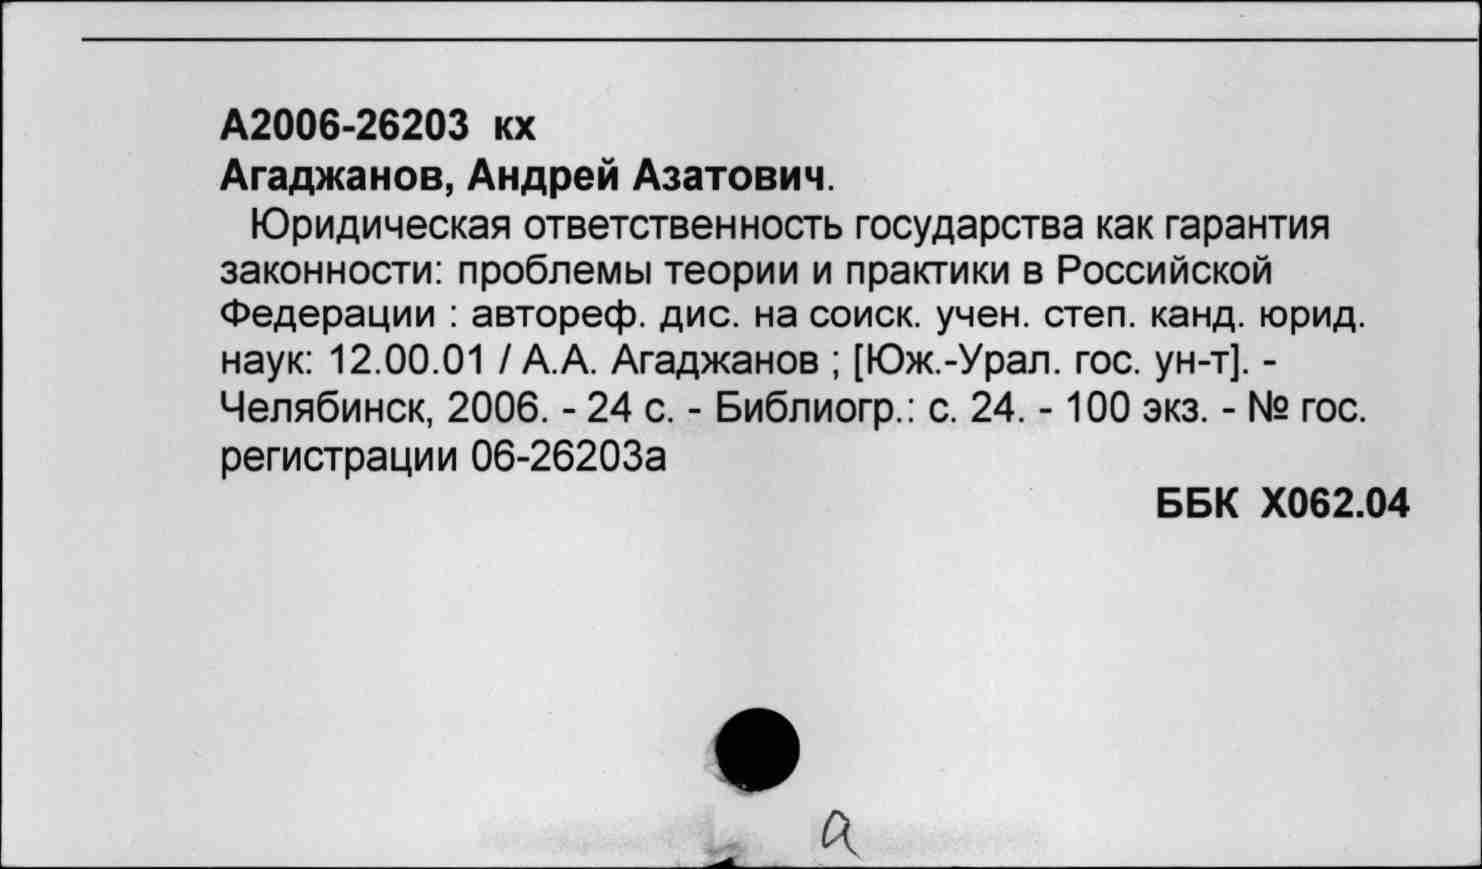 А2006-26203 кх
Агаджанов, Андрей Азатович.
Юридическая ответственность государства как гарантия
законности: проблемы теории и практики в Российской
Федерации : автореф. дис. на соиск. учен. степ. канд. юрид.
наук: 12.00.01 / А.А. Агаджанов ; [Юж.-Урал. гос. ун-т]. -
Челябинск, 2006. - 24 с. - Библиогр.: с. 24. - 100 экз. - № гос.
регистрации 06-26203а
ББК Х062.04
а